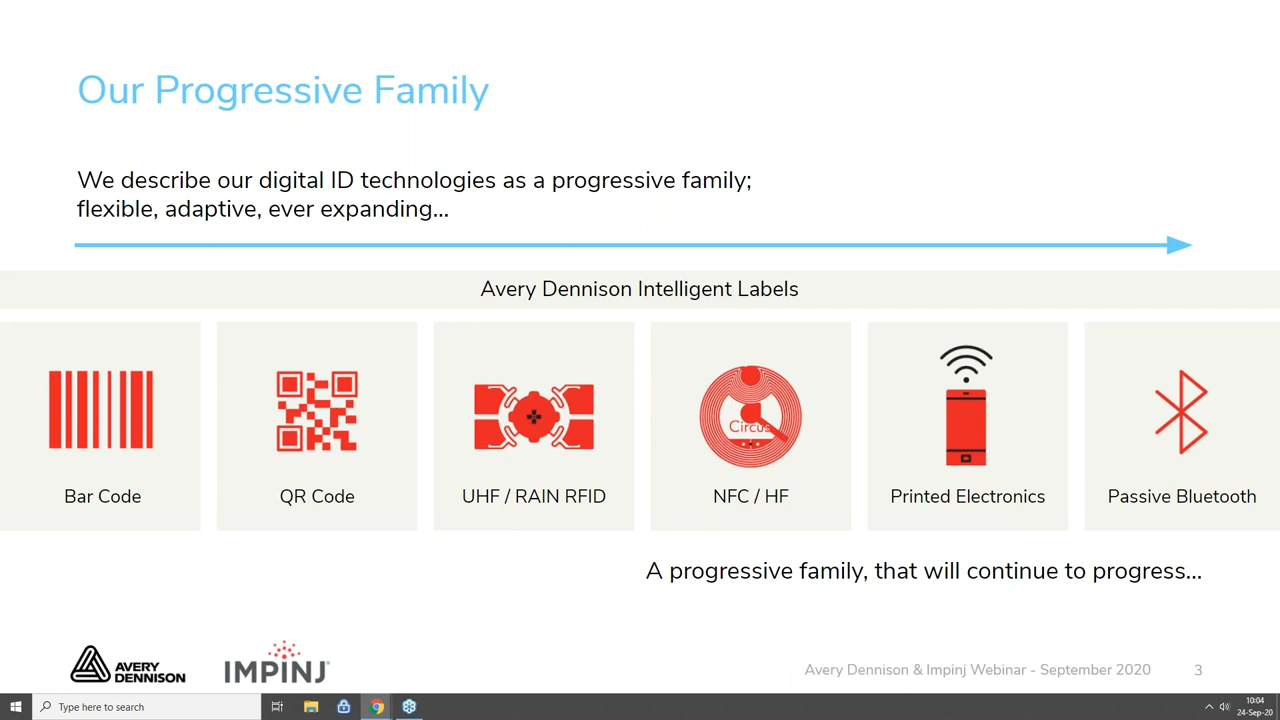 Our Progressive Family
We describe our digital ID technologies as a progressive family;
flexible, adaptive, ever expanding...
Avery Dennison Intelligent Labels
Circus
Bar Code
QR Code
UHF / RAIN RFID
NFC / HF
Printed Electronics
Passive Bluetooth
A progressive family, that will continue to progress...
AVERY
DENNISON
IMPINJ
Avery Dennison & Impinj Webinar - September 2020
3
Type here to search
10:04
24-Sep-20